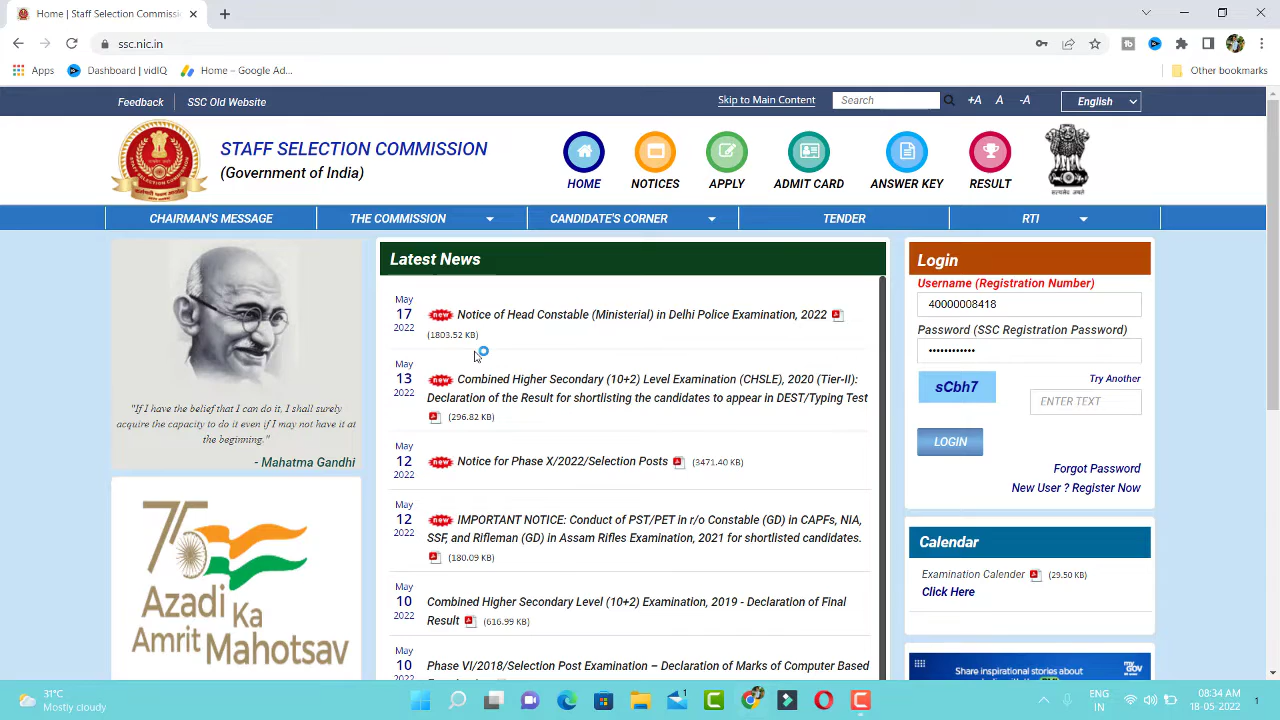 Home | Staff Selection Commissi
ssc.nic.in
Apps
Dashboard | vidIQ
Home – Google Ad...
Other bookmarks
Feedback
SSC Old Website
Skip to Main Content
Search
+A
A
-A
English
STAFF SELECTION COMMISSION
(Government of India)
HOME
NOTICES
APPLY
ADMIT CARD
ANSWER KEY
RESULT
CHAIRMAN'S MESSAGE
THE COMMISSION
CANDIDATE'S CORNER
TENDER
RTI
"If I have the belief that I can do it, I shall surely
acquire the capacity to do it even if I may not have it at
the beginning."
- Mahatma Gandhi
75
Azadi Ka
Amrit Mahotsav
Latest News
May
17
2022
new Notice of Head Constable (Ministerial) in Delhi Police Examination, 2022
(1803.52 KB)
May
13
2022
new Combined Higher Secondary (10+2) Level Examination (CHSLE), 2020 (Tier-II):
Declaration of the Result for shortlisting the candidates to appear in DEST/Typing Test
(296.82 KB)
May
12
2022
new Notice for Phase X/2022/Selection Posts (3471.40 KB)
May
12
2022
new IMPORTANT NOTICE: Conduct of PST/PET in r/o Constable (GD) in CAPFs, NIA,
SSF, and Rifleman (GD) in Assam Rifles Examination, 2021 for shortlisted candidates.
(180.09 KB)
May
10
2022
Combined Higher Secondary Level (10+2) Examination, 2019 - Declaration of Final
Result (616.99 KB)
May
10
Phase VI/2018/Selection Post Examination – Declaration of Marks of Computer Based
Login
Username (Registration Number)
40000008418
Password (SSC Registration Password)
••••••••••••
sCbh7
Try Another
ENTER TEXT
LOGIN
Forgot Password
New User ? Register Now
Calendar
Examination Calender (29.50 KB)
Click Here
Share inspirational stories about
31°C
Mostly cloudy
ENG
IN
08:34 AM
18-05-2022
1